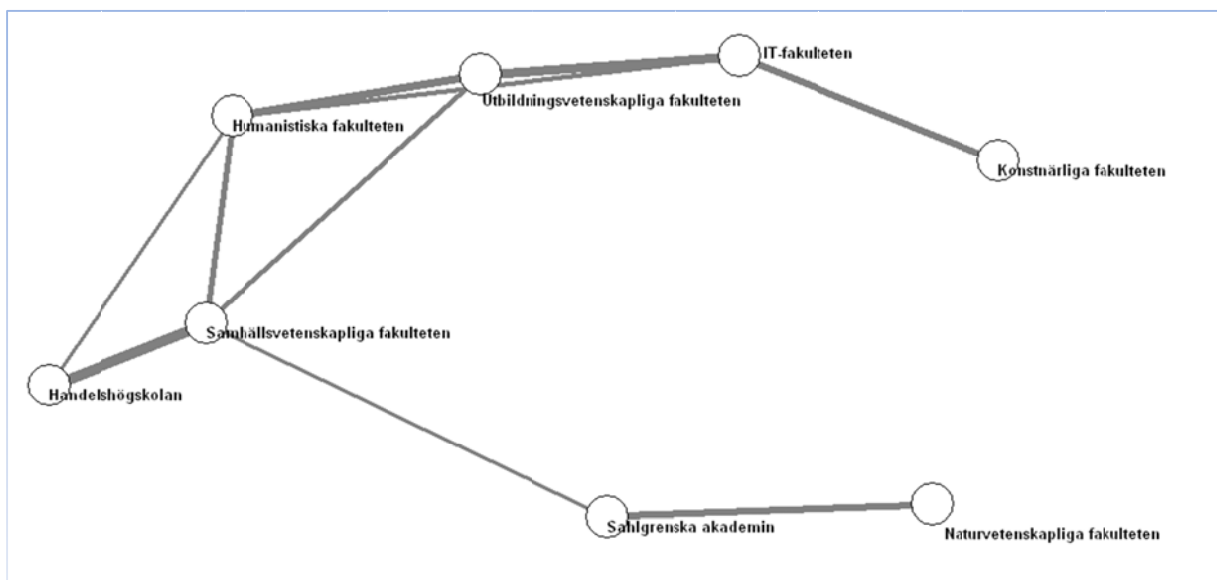 IT-fakulteten
Utbildningsvetenskapliga fakulteten
Humanistiska fakulteten
Konstnärliga fakulteten
Samhällsvetenskapliga fakulteten
Handelshögskolan
Sahlgrenska akademin
Naturvetenskapliga fakulteten